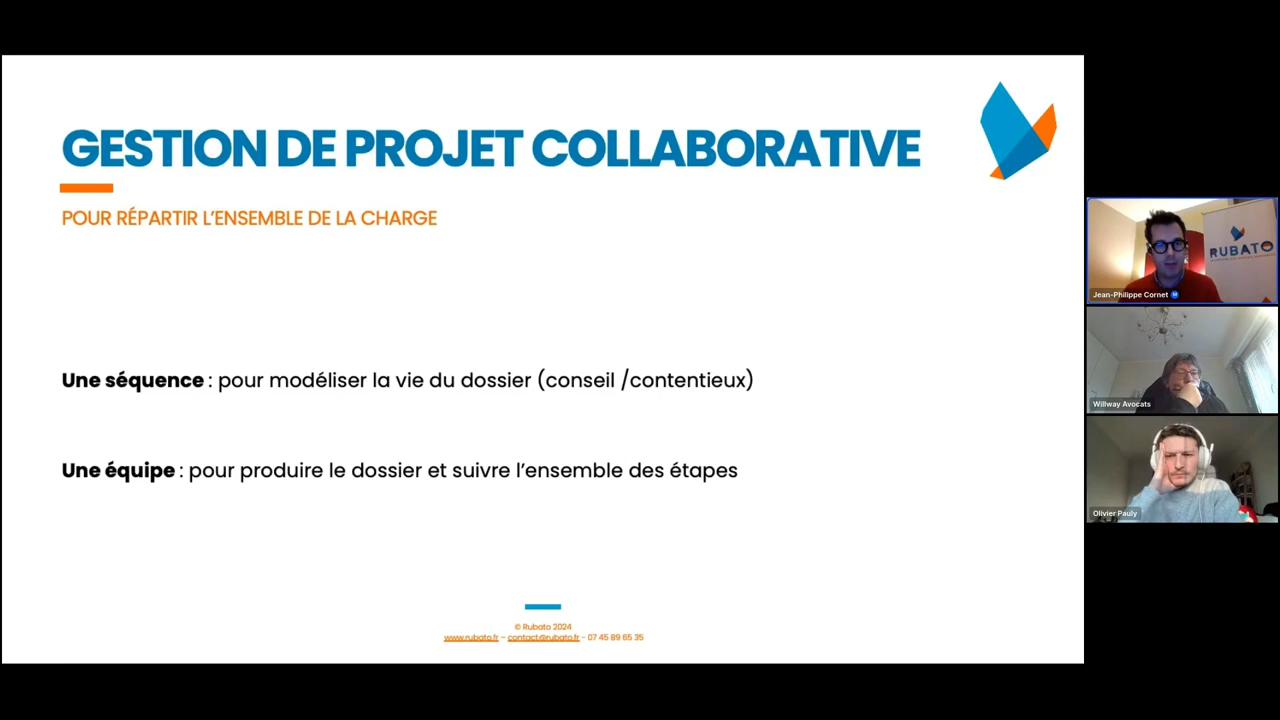 GESTION DE PROJET COLLABORATIVE
POUR RÉPARTIR L'ENSEMBLE DE LA CHARGE
Une séquence : pour modéliser la vie du dossier (conseil /contentieux)
Une équipe : pour produire le dossier et suivre l'ensemble des étapes
© Rubato 2024
www.rubato.fr – contact@rubato.fr - 07 45 89 65 35
RUBATO
Jean-Philippe Cornet
Willway Avocats
Olivier Pauly